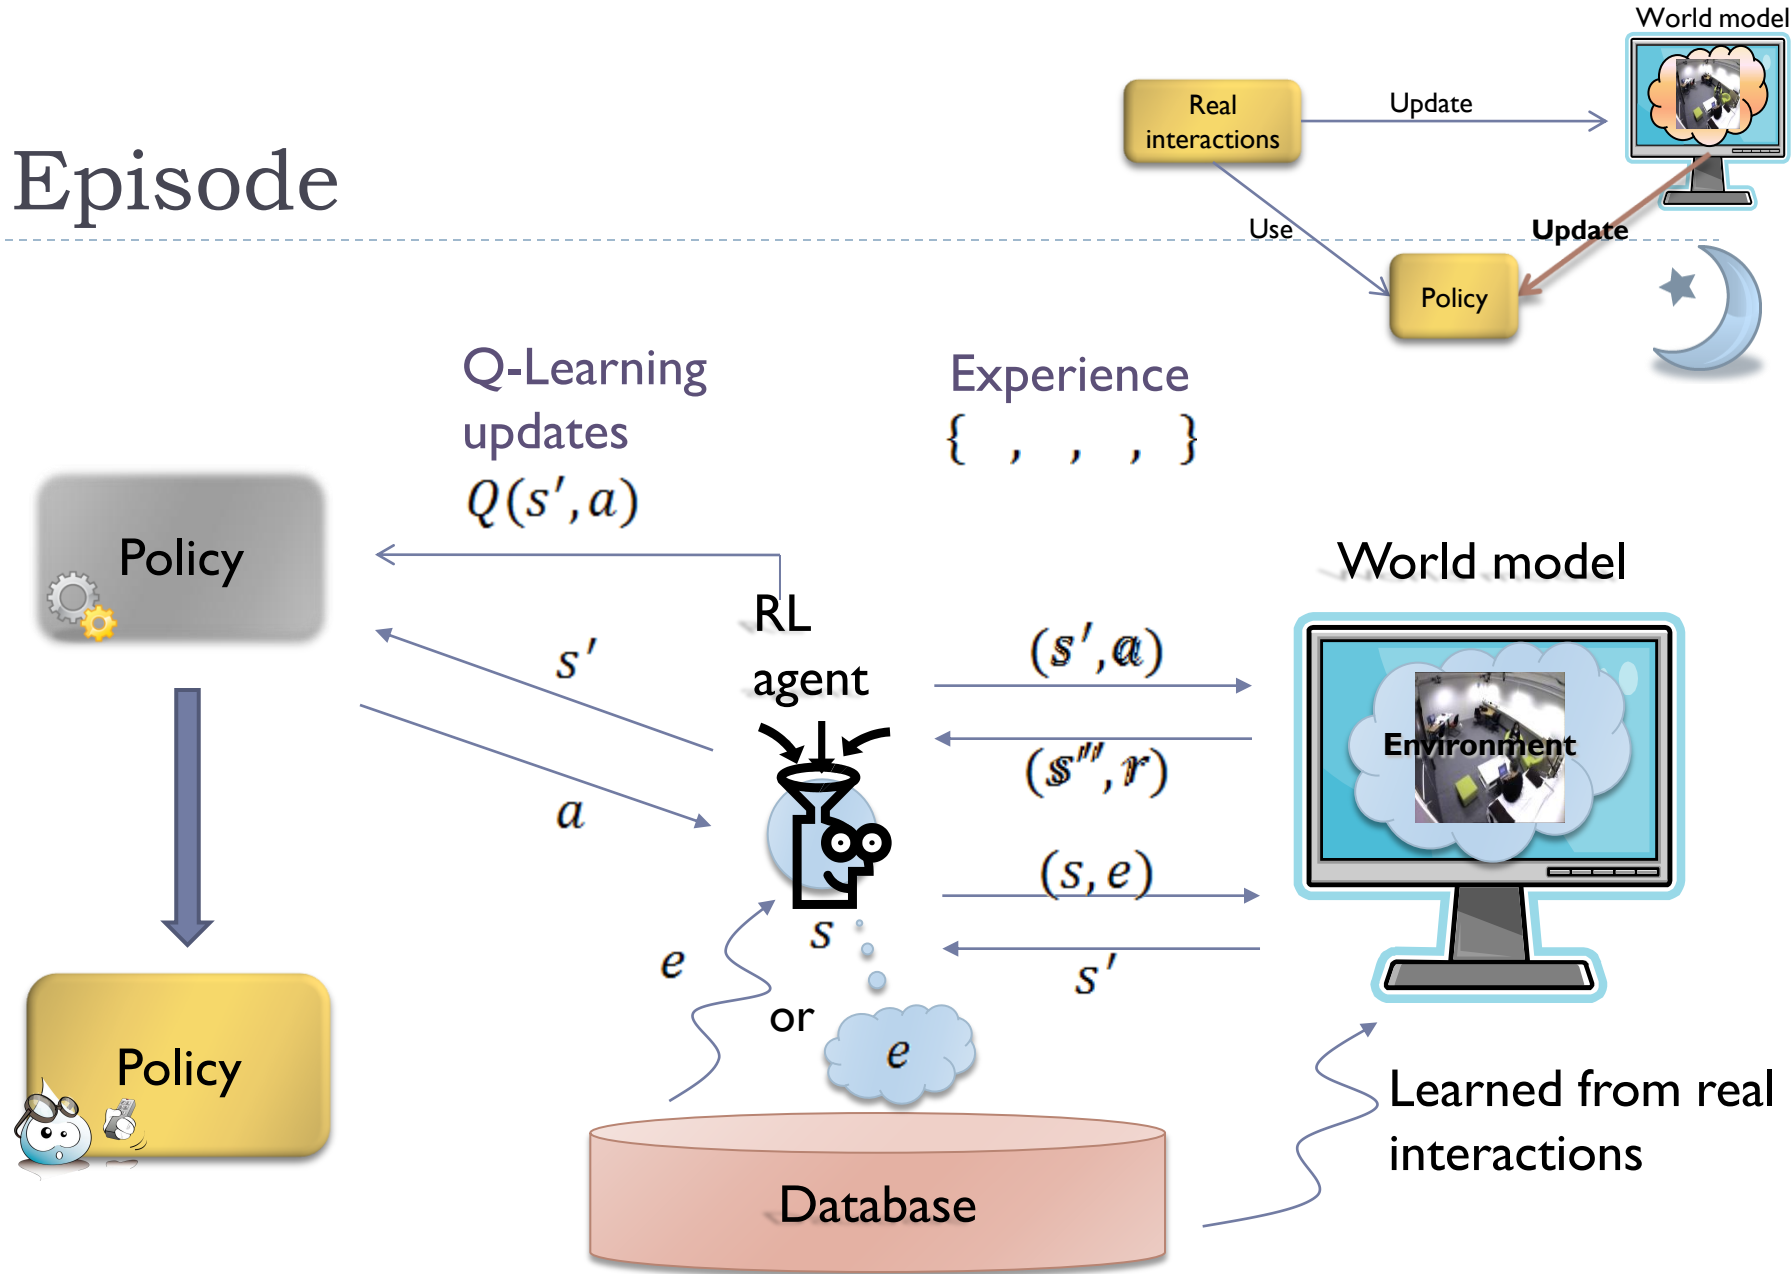 World model
Real
interactions
Update
Episode
Use
Update
Policy
Q-Learning
updates
Q(s′, a)
Experience
{ , , , }
Policy
World model
RL
agent
s′
(s′, a)
Environment
(s″, r)
a
(s, e)
s
e
s′
or
e
Policy
Learned from real
interactions
Database